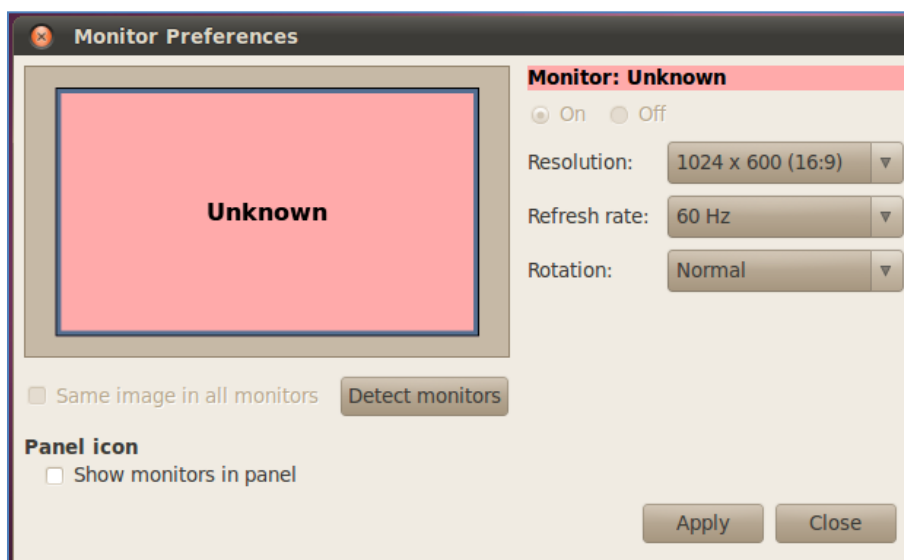 Monitor Preferences
Unknown
Monitor: Unknown
On Off
Resolution: 1024 x 600 (16:9)
Refresh rate: 60 Hz
Rotation: Normal
Same image in all monitors Detect monitors
Panel icon
Show monitors in panel
Apply Close